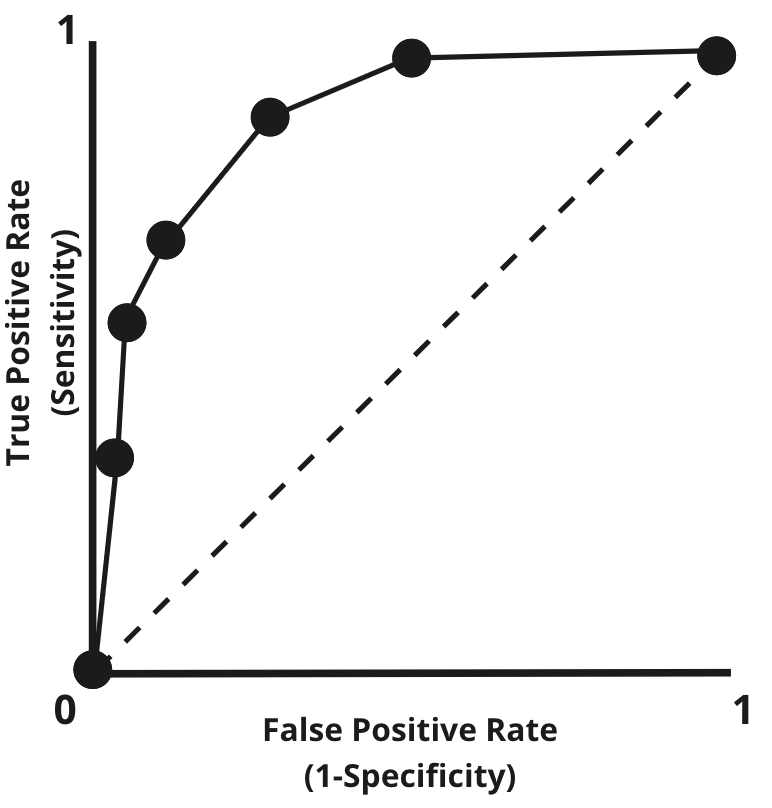 1
True Positive Rate
(Sensitivity)
0
1
False Positive Rate
(1-Specificity)